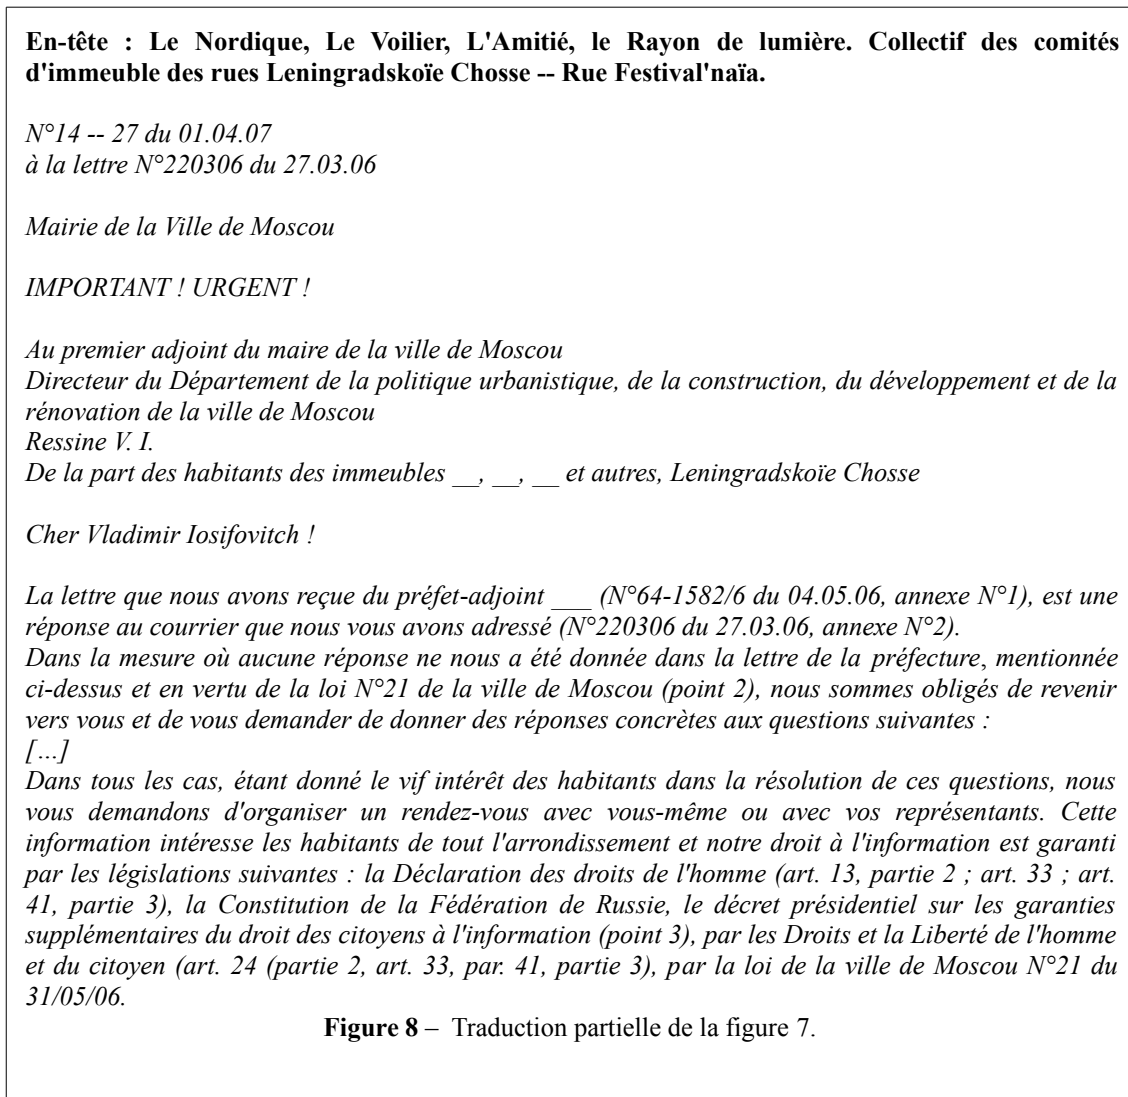 En-tête : Le Nordique, Le Voilier, L'Amitié, le Rayon de lumière. Collectif des comités
d'immeuble des rues Leningradskoïe Chosse -- Rue Festival'naïa.
N°14 -- 27 du 01.04.07
à la lettre N°220306 du 27.03.06
Mairie de la Ville de Moscou
IMPORTANT ! URGENT !
Au premier adjoint du maire de la ville de Moscou
Directeur du Département de la politique urbanistique, de la construction, du développement et de la
rénovation de la ville de Moscou
Ressine V. I.
De la part des habitants des immeubles __, __, __ et autres, Leningradskoïe Chosse
Cher Vladimir Iosifovitch !
La lettre que nous avons reçue du préfet-adjoint ___ (N°64-1582/6 du 04.05.06, annexe N°1), est une
réponse au courrier que nous vous avons adressé (N°220306 du 27.03.06, annexe N°2).
Dans la mesure où aucune réponse ne nous a été donnée dans la lettre de la préfecture, mentionnée
ci-dessus et en vertu de la loi N°21 de la ville de Moscou (point 2), nous sommes obligés de revenir
vers vous et de vous demander de donner des réponses concrètes aux questions suivantes :
[...]
Dans tous les cas, étant donné le vif intérêt des habitants dans la résolution de ces questions, nous
vous demandons d'organiser un rendez-vous avec vous-même ou avec vos représentants. Cette
information intéresse les habitants de tout l'arrondissement et notre droit à l'information est garanti
par les législations suivantes : la Déclaration des droits de l'homme (art. 13, partie 2 ; art. 33 ; art.
41, partie 3), la Constitution de la Fédération de Russie, le décret présidentiel sur les garanties
supplémentaires du droit des citoyens à l'information (point 3), par les Droits et la Liberté de l'homme
et du citoyen (art. 24 (partie 2, art. 33, par. 41, partie 3), par la loi de la ville de Moscou N°21 du
31/05/06.
Figure 8 – Traduction partielle de la figure 7.